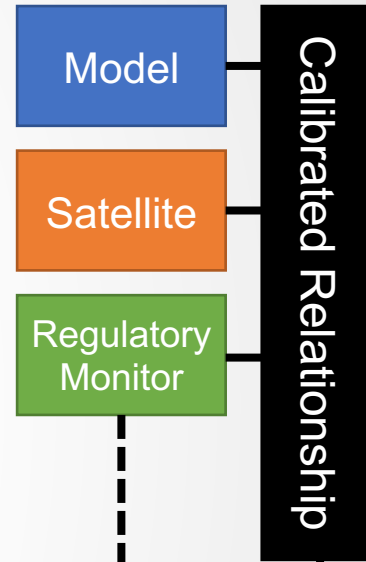 Model
Satellite
Regulatory
Monitor
Calibrated Relationship